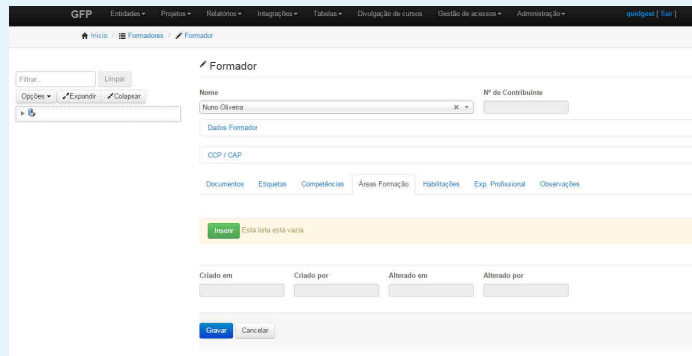 GFP Entidades Projetos Relatórios Integrações Tabelas Divulgação de cursos Gestão de acessos Administração quidgest [ Sair ]
Início / Formadores / Formador
Formador
Filtrar... Limpar
Opções Expandir Colapsar
Nome Nº de Contribuinte
Nuno Oliveira
Dados Formador
CCP / CAP
Documentos Etiquetas Competências Áreas Formação Habilitações Exp. Profissional Observações
Inserir Esta lista está vazia
Criado em Criado por Alterado em Alterado por
Gravar Cancelar